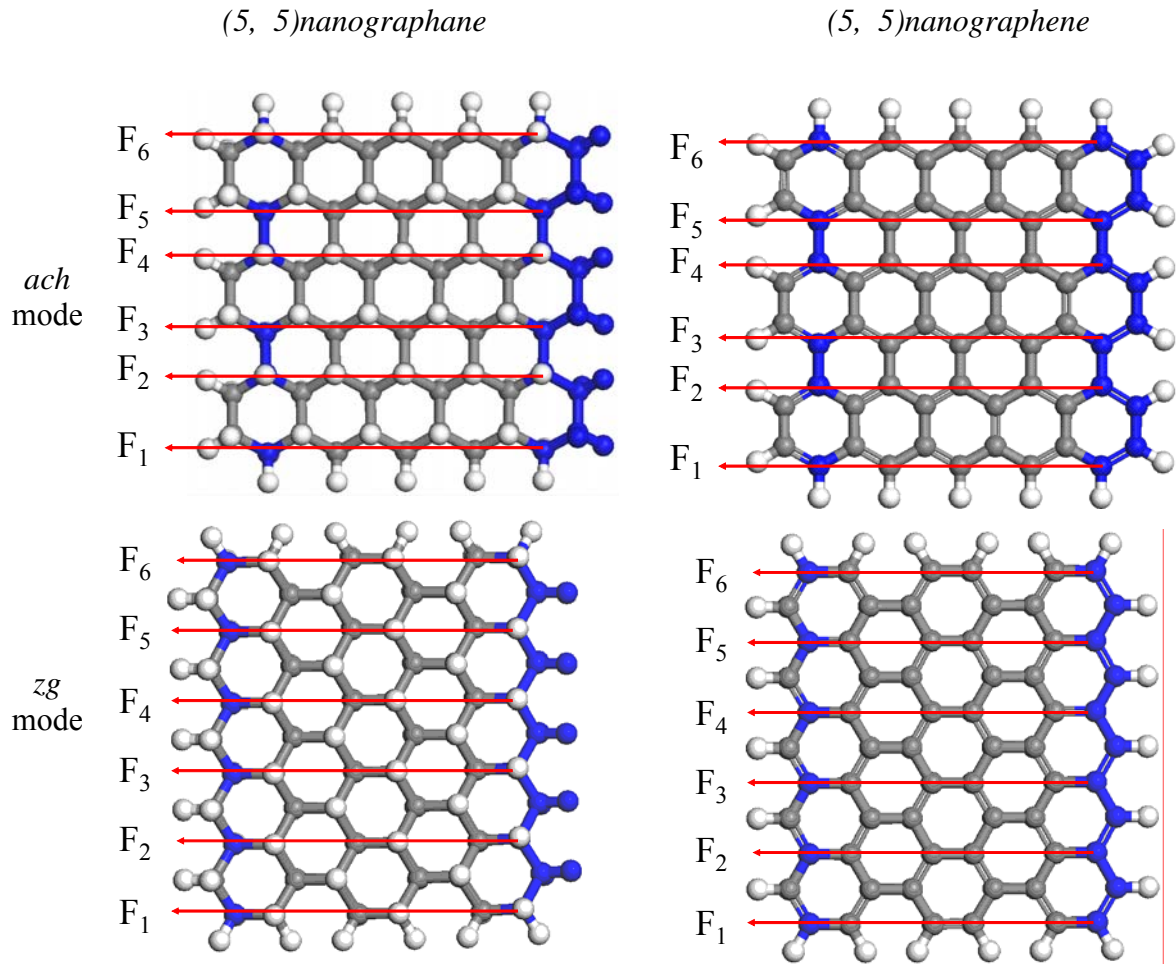 (5, 5)nanographane
(5, 5)nanographene
ach
mode
F6
F5
F4
F3
F2
F1
F6
F5
F4
F3
F2
F1
zg
mode
F6
F5
F4
F3
F2
F1
F6
F5
F4
F3
F2
F1